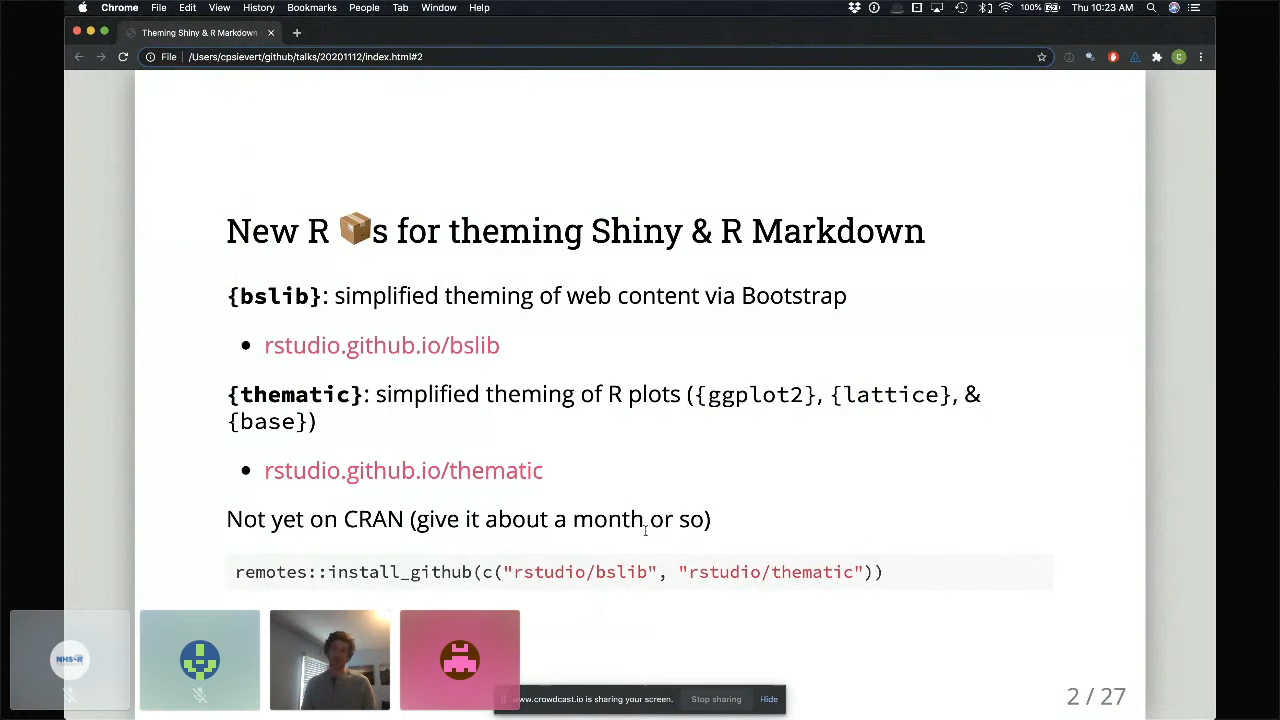 Chrome File Edit View History Bookmarks People Tab Window Help 100% Thu 10:23 AM
Theming Shiny & R Markdown
File /Users/cpsievert/github/talks/20201112/index.html#2 C
New R 📦s for theming Shiny & R Markdown
{bslib}: simplified theming of web content via Bootstrap
• rstudio.github.io/bslib
{thematic}: simplified theming of R plots ({ggplot2}, {lattice}, &
{base})
• rstudio.github.io/thematic
Not yet on CRAN (give it about a month or so)
remotes::install_github(c("rstudio/bslib", "rstudio/thematic"))
NHS-R
www.crowdcast.io is sharing your screen. Stop sharing Hide
2 / 27